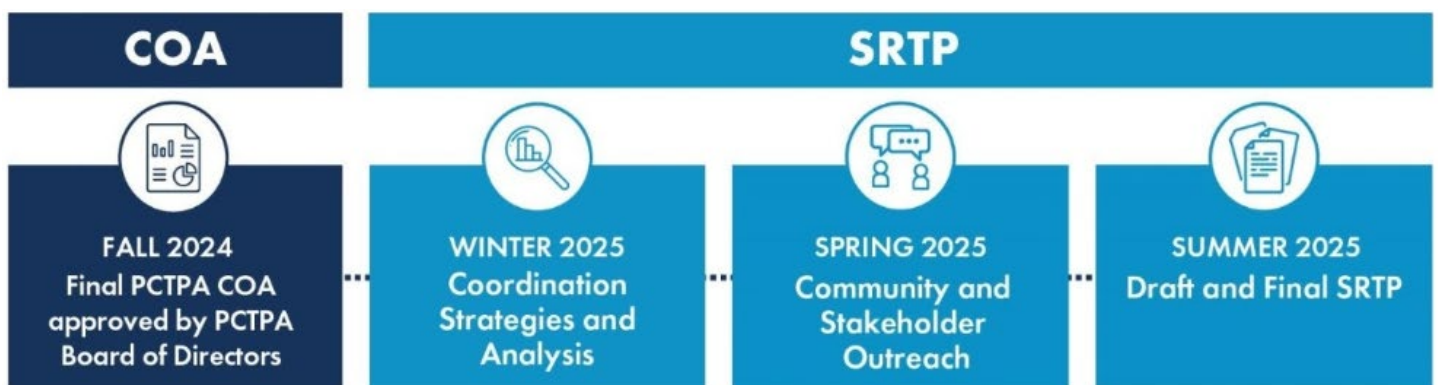 COA
SRTP
FALL 2024
Final PCTPA COA
approved by PCTPA
Board of Directors
WINTER 2025
Coordination
Strategies and
Analysis
SPRING 2025
Community and
Stakeholder
Outreach
SUMMER 2025
Draft and Final SRTP